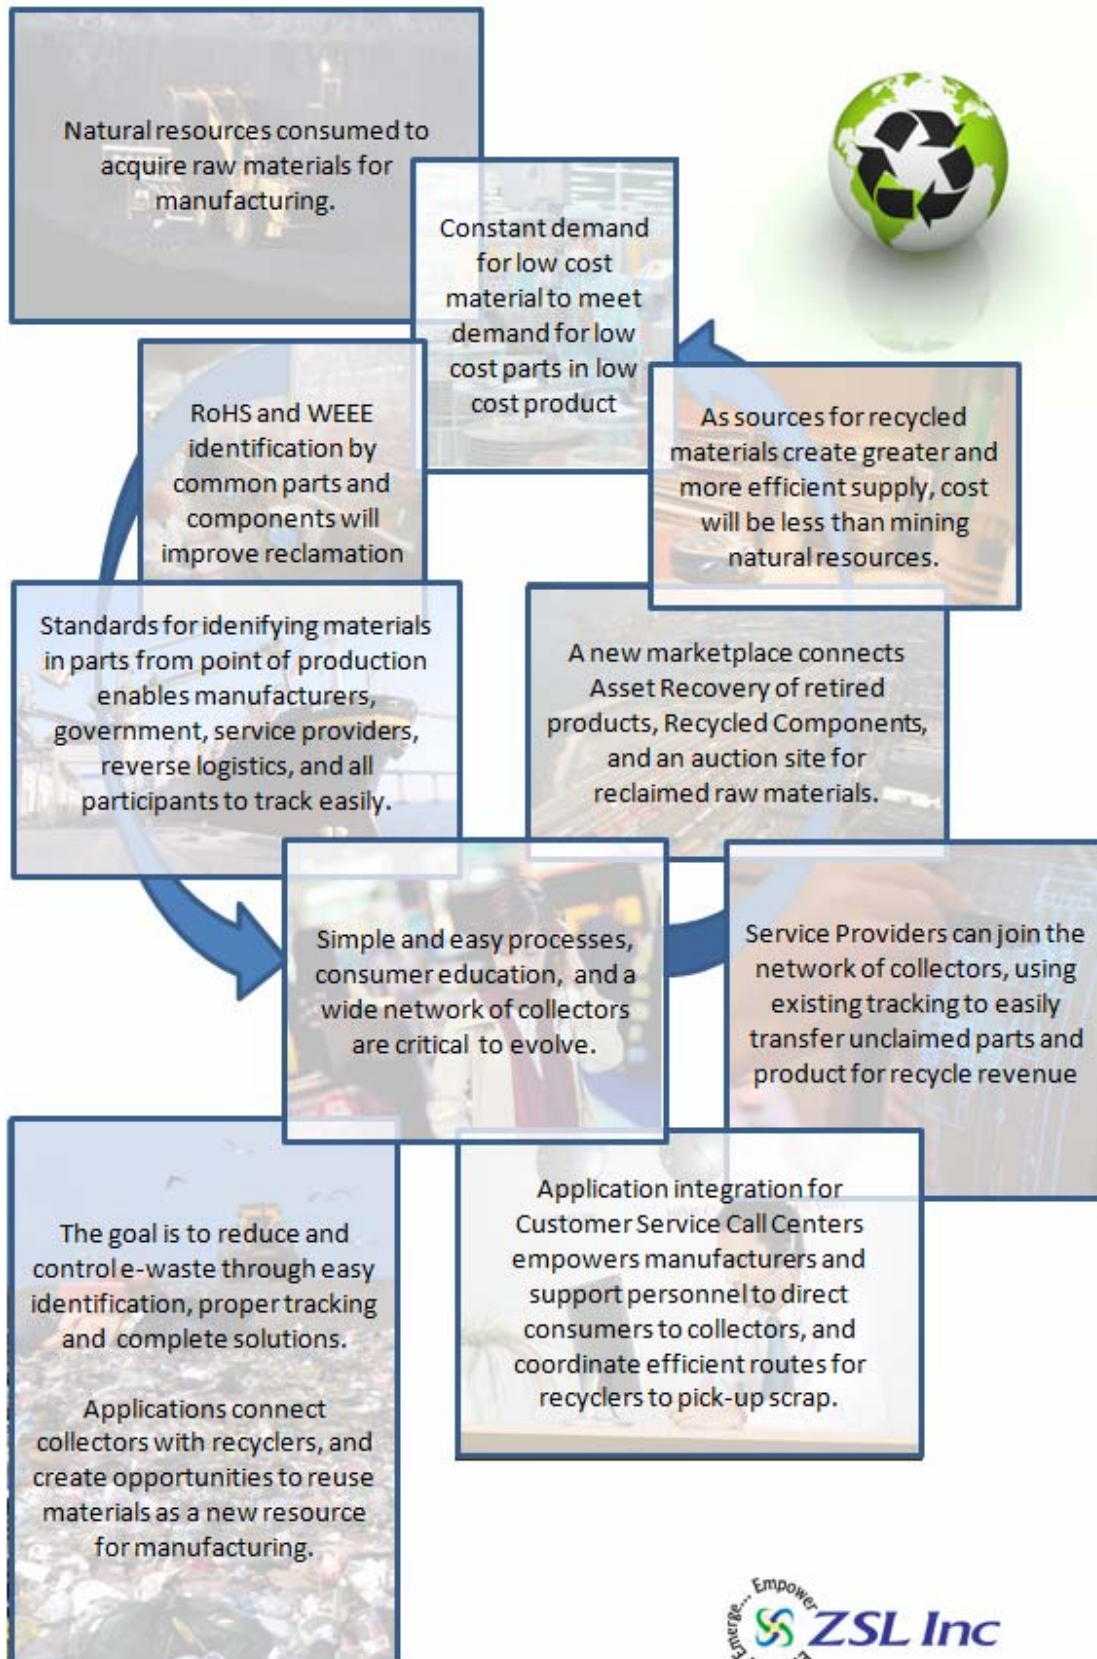 Natural resources consumed to
acquire raw materials for
manufacturing.
Constant demand
for low cost
material to meet
demand for low
cost parts in low
cost product
RoHS and WEEE
identification by
common parts and
components will
improve reclamation
As sources for recycled
materials create greater and
more efficient supply, cost
will be less than mining
natural resources.
Standards for idenifying materials
in parts from point of production
enables manufacturers,
government, service providers,
reverse logistics, and all
participants to track easily.
A new marketplace connects
Asset Recovery of retired
products, Recycled Components,
and an auction site for
reclaimed raw materials.
Simple and easy processes,
consumer education, and a
wide network of collectors
are critical to evolve.
Service Providers can join the
network of collectors, using
existing tracking to easily
transfer unclaimed parts and
product for recycle revenue
The goal is to reduce and
control e-waste through easy
identification, proper tracking
and complete solutions.
Applications connect
collectors with recyclers, and
create opportunities to reuse
materials as a new resource
for manufacturing.
Application integration for
Customer Service Call Centers
empowers manufacturers and
support personnel to direct
consumers to collectors, and
coordinate efficient routes for
recyclers to pick-up scrap.
Emerge... Empower
ZSL Inc